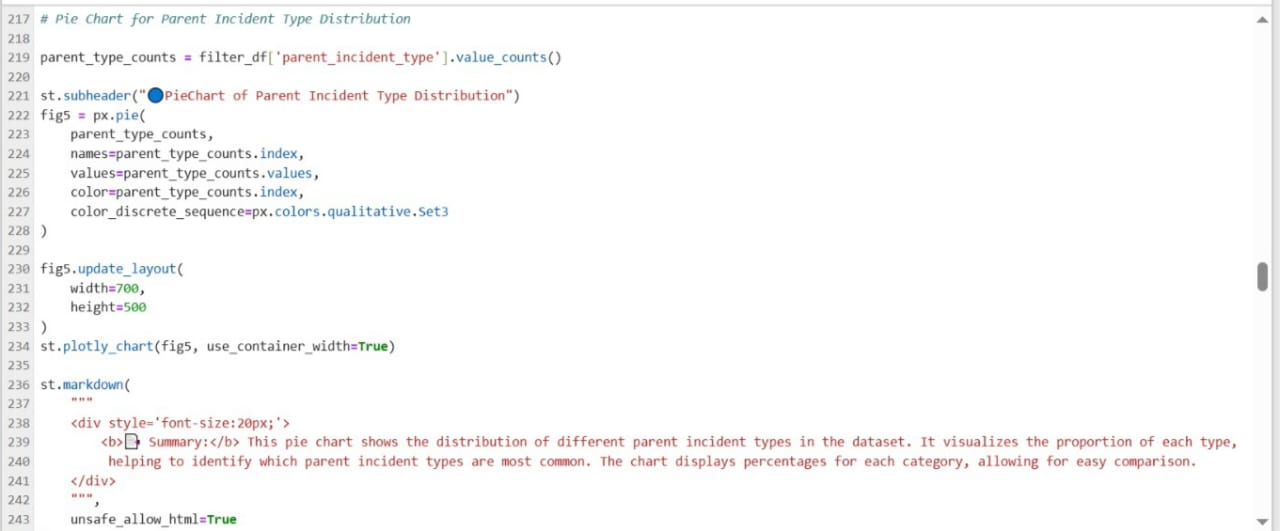 217 # Pie Chart for Parent Incident Type Distribution
218
219 parent_type_counts = filter_df['parent_incident_type'].value_counts()
220
221 st.subheader("🔵PieChart of Parent Incident Type Distribution")
222 fig5 = px.pie(
223     parent_type_counts,
224     names=parent_type_counts.index,
225     values=parent_type_counts.values,
226     color=parent_type_counts.index,
227     color_discrete_sequence=px.colors.qualitative.Set3
228 )
229
230 fig5.update_layout(
231     width=700,
232     height=500
233 )
234 st.plotly_chart(fig5, use_container_width=True)
235
236 st.markdown(
237     """
238     <div style='font-size:20px;'>
239         <b>📑 Summary:</b> This pie chart shows the distribution of different parent incident types in the dataset. It visualizes the proportion of each type,
240          helping to identify which parent incident types are most common. The chart displays percentages for each category, allowing for easy comparison.
241     </div>
242     """,
243     unsafe_allow_html=True